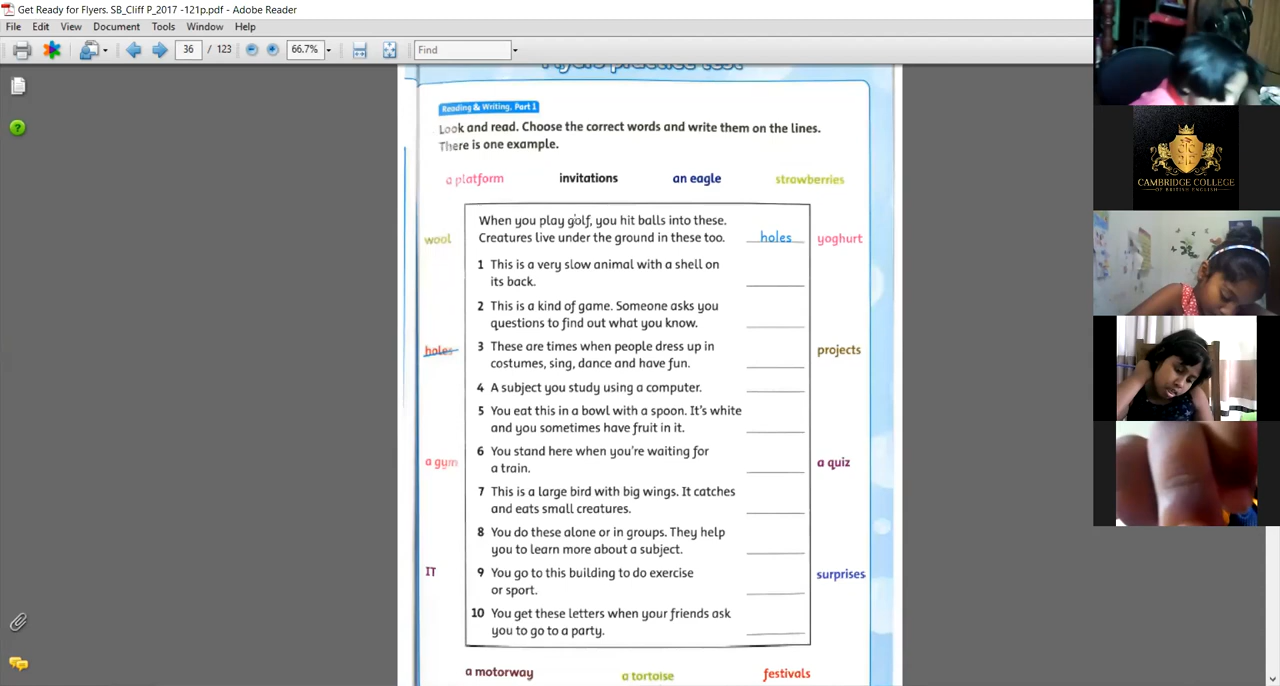 Get Ready for Flyers. SB_Cliff P_2017 -121p.pdf - Adobe Reader
File Edit View Document Tools Window Help
36 / 123 66.7% Find
Flyers practice test
Reading & Writing, Part 1
Look and read. Choose the correct words and write them on the lines.
There is one example.
a platform invitations an eagle strawberries
When you play golf, you hit balls into these.
wool Creatures live under the ground in these too. holes yoghurt
1 This is a very slow animal with a shell on
its back.
2 This is a kind of game. Someone asks you
questions to find out what you know.
holes 3 These are times when people dress up in projects
costumes, sing, dance and have fun.
4 A subject you study using a computer.
5 You eat this in a bowl with a spoon. It's white
and you sometimes have fruit in it.
a gym 6 You stand here when you're waiting for a quiz
a train.
7 This is a large bird with big wings. It catches
and eats small creatures.
8 You do these alone or in groups. They help
you to learn more about a subject.
IT 9 You go to this building to do exercise surprises
or sport.
10 You get these letters when your friends ask
you to go to a party.
a motorway a tortoise festivals
CAMBRIDGE COLLEGE
OF BRITISH ENGLISH